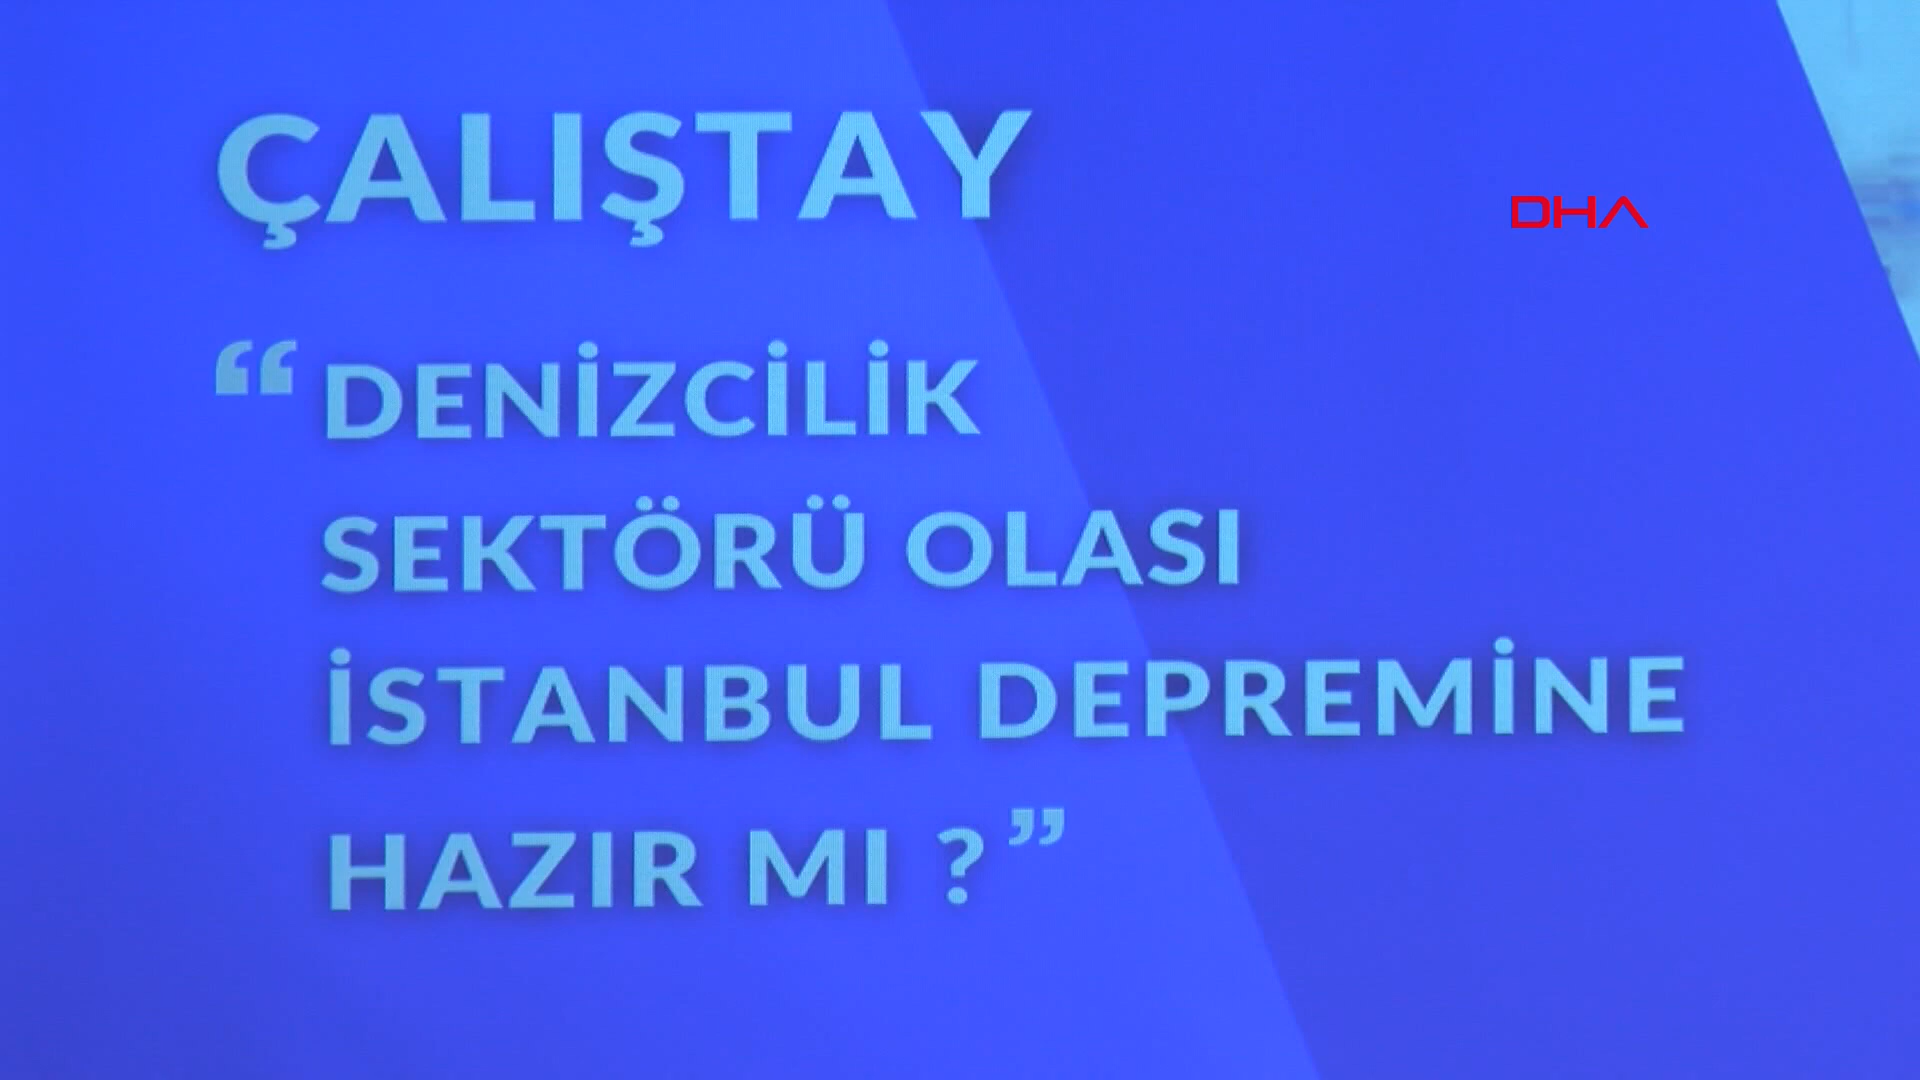 ÇALIŞTAY
DHA
“DENİZCİLİK
SEKTÖRÜ OLASI
İSTANBUL DEPREMİNE
HAZIR MI ?”